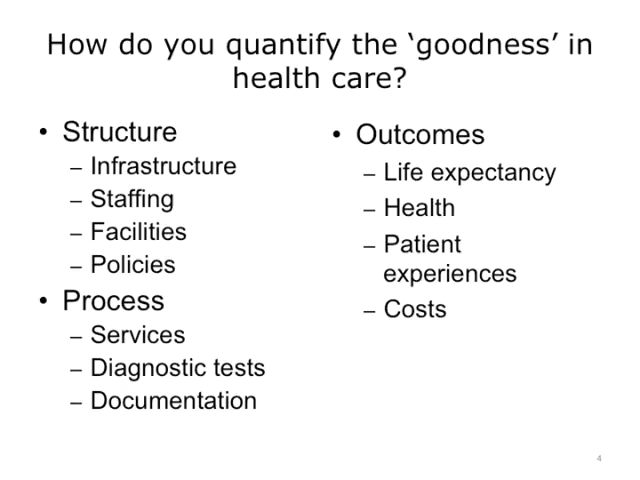 How do you quantify the ‘goodness’ in
health care?
• Structure
– Infrastructure
– Staffing
– Facilities
– Policies
• Process
– Services
– Diagnostic tests
– Documentation
• Outcomes
– Life expectancy
– Health
– Patient
experiences
– Costs
4